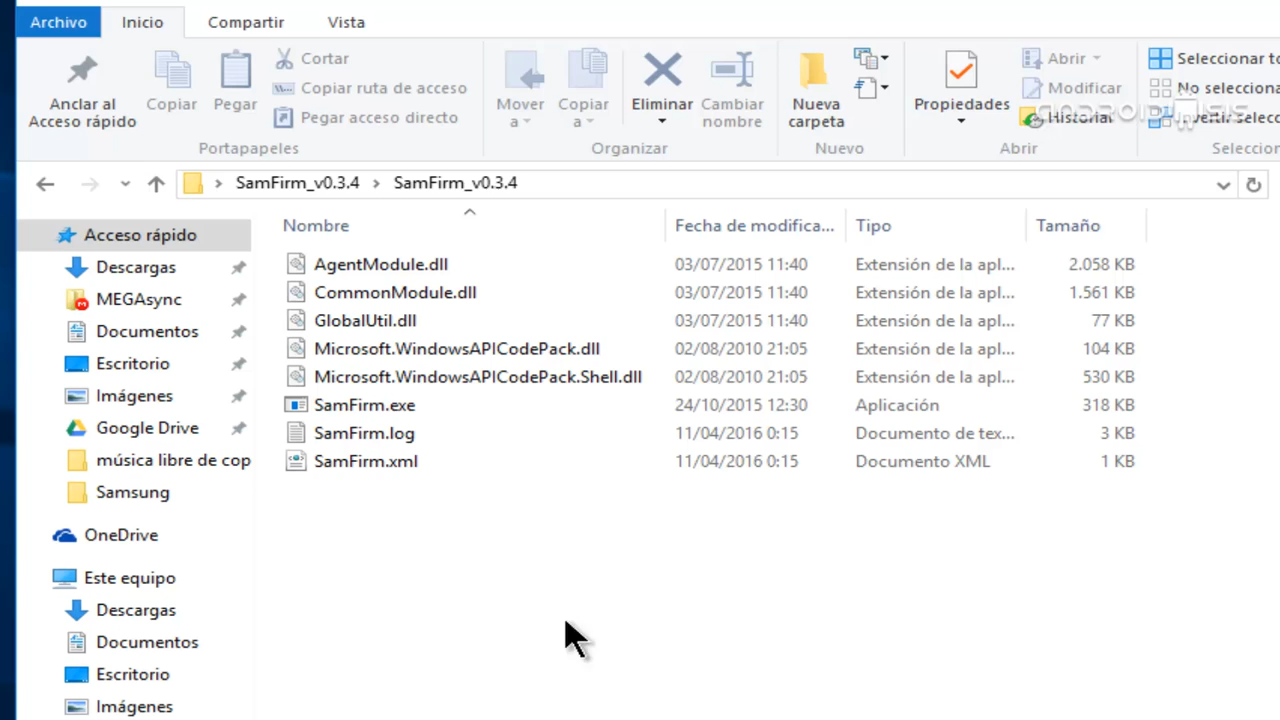 Archivo Inicio Compartir Vista
Anclar al Acceso rápido
Copiar
Pegar
Cortar
Copiar ruta de acceso
Pegar acceso directo
Portapapeles
Mover a
Copiar a
Eliminar
Cambiar nombre
Organizar
Nueva carpeta
Nuevo
Propiedades
Abrir
Modificar
Historial
Abrir
Seleccionar to
No selecciona
Seleccion
ANDROIDSIS
SamFirm_v0.3.4 > SamFirm_v0.3.4
Nombre Fecha de modifica... Tipo Tamaño
AgentModule.dll 03/07/2015 11:40 Extensión de la apl... 2.058 KB
CommonModule.dll 03/07/2015 11:40 Extensión de la apl... 1.561 KB
GlobalUtil.dll 03/07/2015 11:40 Extensión de la apl... 77 KB
Microsoft.WindowsAPICodePack.dll 02/08/2010 21:05 Extensión de la apl... 104 KB
Microsoft.WindowsAPICodePack.Shell.dll 02/08/2010 21:05 Extensión de la apl... 530 KB
SamFirm.exe 24/10/2015 12:30 Aplicación 318 KB
SamFirm.log 11/04/2016 0:15 Documento de tex... 3 KB
SamFirm.xml 11/04/2016 0:15 Documento XML 1 KB
Acceso rápido
Descargas
MEGAsync
Documentos
Escritorio
Imágenes
Google Drive
música libre de cop
Samsung
OneDrive
Este equipo
Descargas
Documentos
Escritorio
Imágenes